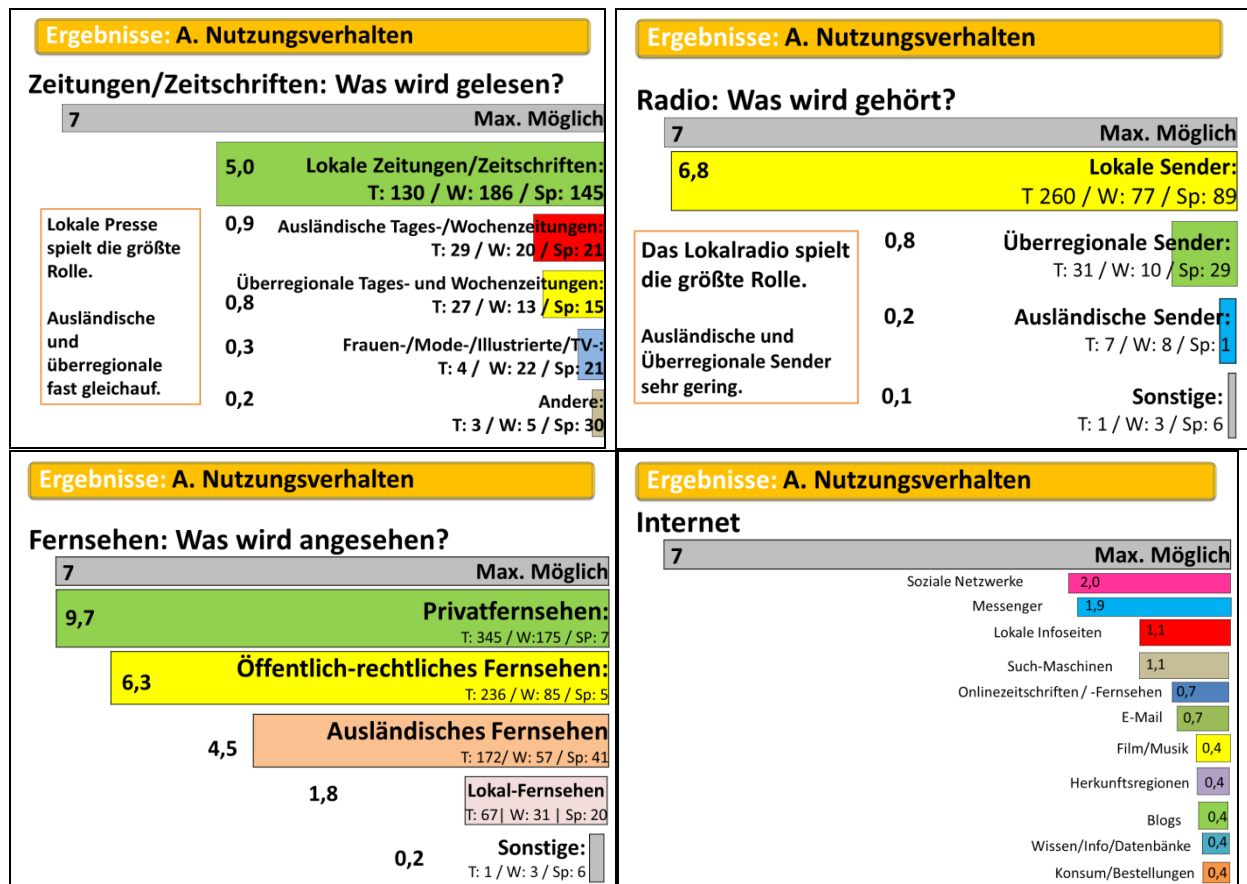 Ergebnisse: A. Nutzungsverhalten
Zeitungen/Zeitschriften: Was wird gelesen?
7 Max. Möglich
5,0 Lokale Zeitungen/Zeitschriften:
T: 130 / W: 186 / Sp: 145
0,9 Ausländische Tages-/Wochenzeitungen:
T: 29 / W: 20 / Sp: 21
Überregionale Tages- und Wochenzeitungen:
0,8 T: 27 / W: 13 / Sp: 15
0,3 Frauen-/Mode-/Illustrierte/TV-:
T: 4 / W: 22 / Sp: 21
0,2 Andere:
T: 3 / W: 5 / Sp: 30
Lokale Presse
spielt die größte
Rolle.
Ausländische
und
überregionale
fast gleichauf.
Ergebnisse: A. Nutzungsverhalten
Radio: Was wird gehört?
7 Max. Möglich
6,8 Lokale Sender:
T 260 / W: 77 / Sp: 89
0,8 Überregionale Sender:
T: 31 / W: 10 / Sp: 29
0,2 Ausländische Sender:
T: 7 / W: 8 / Sp: 1
0,1 Sonstige:
T: 1 / W: 3 / Sp: 6
Das Lokalradio spielt
die größte Rolle.
Ausländische und
Überregionale Sender
sehr gering.
Ergebnisse: A. Nutzungsverhalten
Fernsehen: Was wird angesehen?
7 Max. Möglich
9,7 Privatfernsehen:
T: 345 / W:175 / SP: 7
6,3 Öffentlich-rechtliches Fernsehen:
T: 236 / W: 85 / Sp: 5
4,5 Ausländisches Fernsehen
T: 172/ W: 57 / Sp: 41
1,8 Lokal-Fernsehen
T: 67| W: 31 | Sp: 20
0,2 Sonstige:
T: 1 / W: 3 / Sp: 6
Ergebnisse: A. Nutzungsverhalten
Internet
7 Max. Möglich
Soziale Netzwerke 2,0
Messenger 1,9
Lokale Infoseiten 1,1
Such-Maschinen 1,1
Onlinezeitschriften / -Fernsehen 0,7
E-Mail 0,7
Film/Musik 0,4
Herkunftsregionen 0,4
Blogs 0,4
Wissen/Info/Datenbänke 0,4
Konsum/Bestellungen 0,4